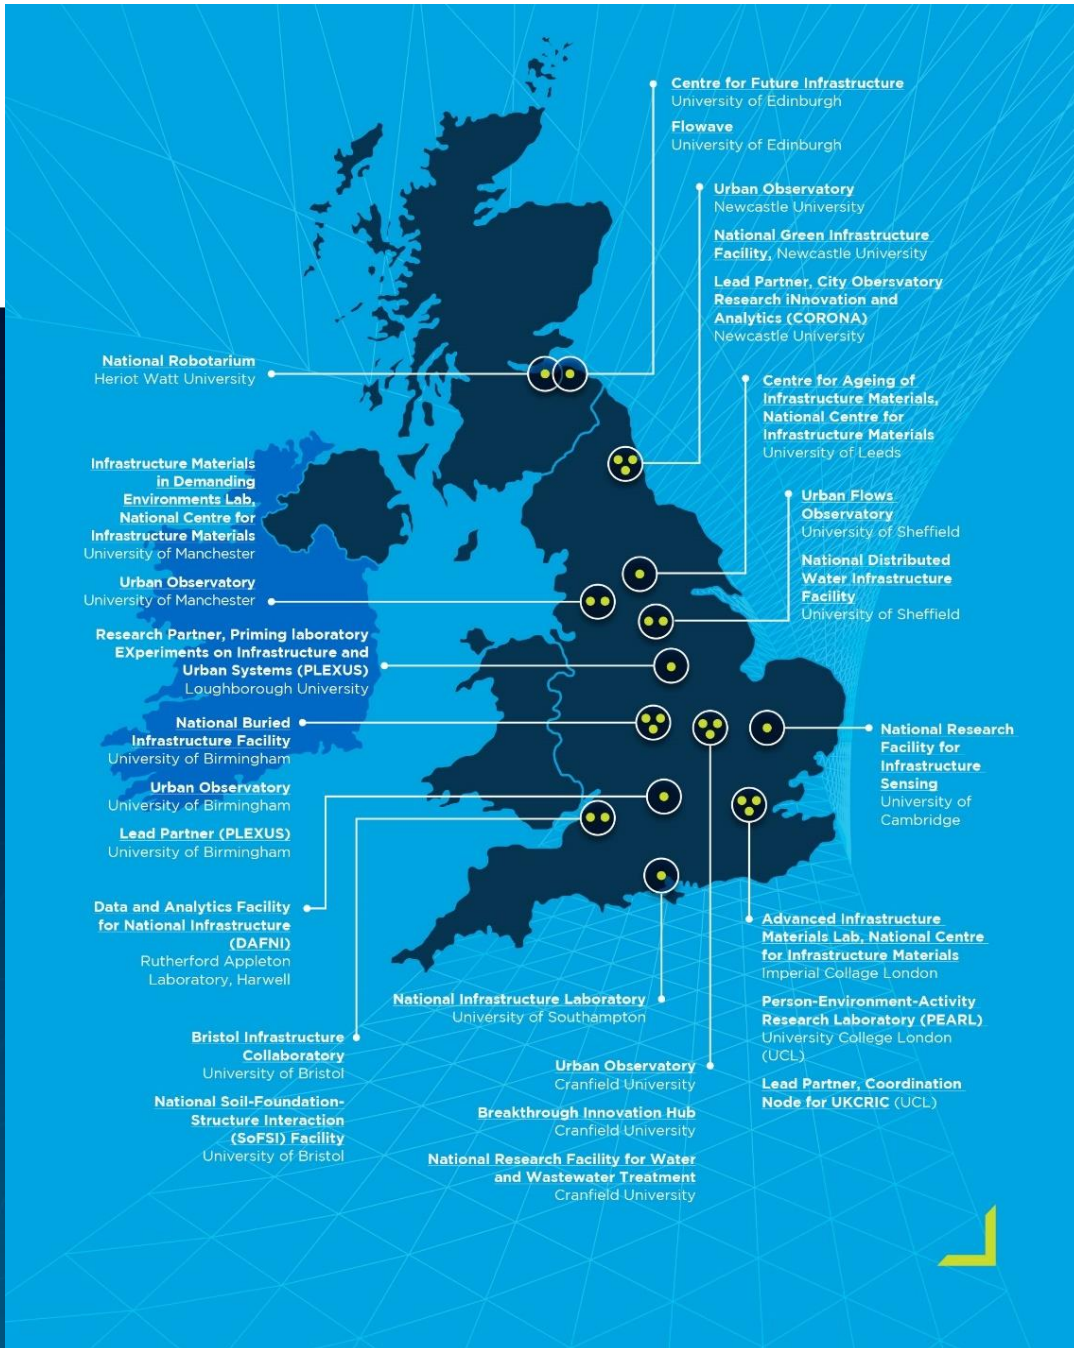 Centre for Future Infrastructure
University of Edinburgh
Flowave
University of Edinburgh
Urban Observatory
Newcastle University
National Green Infrastructure
Facility, Newcastle University
Lead Partner, City Obersvatory
Research iNnovation and
Analytics (CORONA)
Newcastle University
National Robotarium
Heriot Watt University
Centre for Ageing of
Infrastructure Materials,
National Centre for
Infrastructure Materials
University of Leeds
Infrastructure Materials
in Demanding
Environments Lab,
National Centre for
Infrastructure Materials
University of Manchester
Urban Observatory
University of Manchester
Urban Flows
Observatory
University of Sheffield
National Distributed
Water Infrastructure
Facility
University of Sheffield
Research Partner, Priming laboratory
EXperiments on Infrastructure and
Urban Systems (PLEXUS)
Loughborough University
National Buried
Infrastructure Facility
University of Birmingham
Urban Observatory
University of Birmingham
Lead Partner (PLEXUS)
University of Birmingham
National Research
Facility for
Infrastructure
Sensing
University of
Cambridge
Data and Analytics Facility
for National Infrastructure
(DAFNI)
Rutherford Appleton
Laboratory, Harwell
Advanced Infrastructure
Materials Lab, National Centre
for Infrastructure Materials
Imperial Collage London
Person-Environment-Activity
Research Laboratory (PEARL)
University College London
(UCL)
Lead Partner, Coordination
Node for UKCRIC (UCL)
National Infrastructure Laboratory
University of Southampton
Bristol Infrastructure
Collaboratory
University of Bristol
National Soil-Foundation-
Structure Interaction
(SoFSI) Facility
University of Bristol
Urban Observatory
Cranfield University
Breakthrough Innovation Hub
Cranfield University
National Research Facility for Water
and Wastewater Treatment
Cranfield University